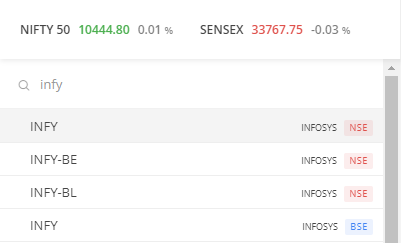 NIFTY 50 10444.80 0.01 % SENSEX 33767.75 -0.03 %
infy
INFY INFOSYS NSE
INFY-BE INFOSYS NSE
INFY-BL INFOSYS NSE
INFY INFOSYS BSE